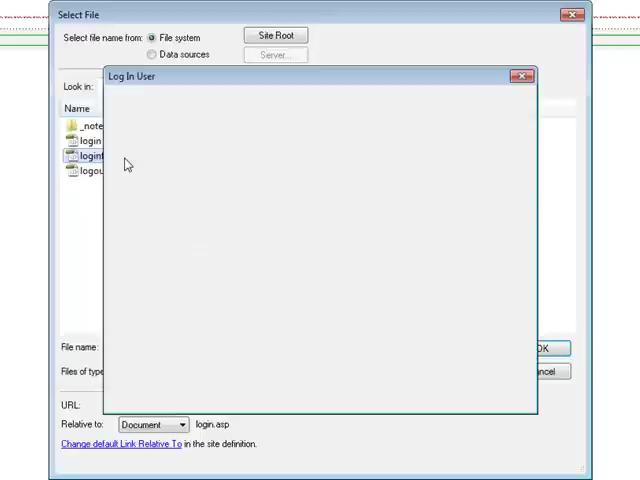 Select File
Select file name from: File system Site Root
Data sources Server...
Log In User
Look in:
Name
_note
login
loginf
logou
File name: OK
Files of type ancel
URL:
Relative to: Document login.asp
Change default Link Relative To in the site definition.